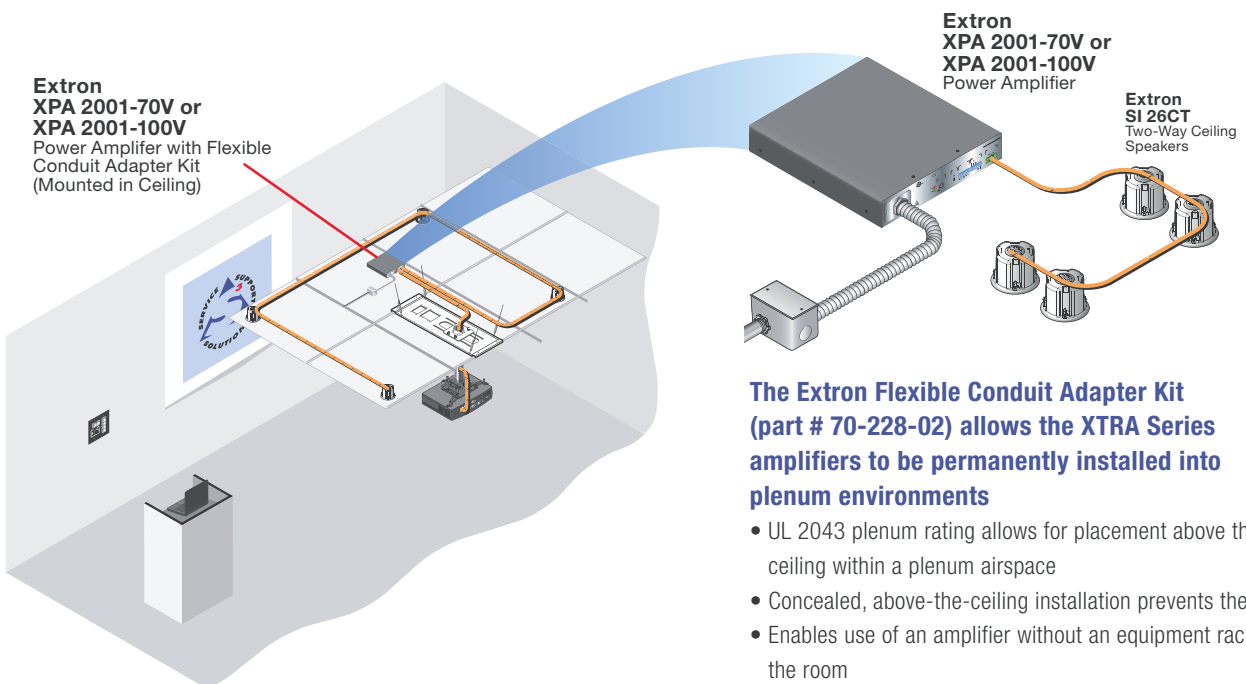 Extron
XPA 2001-70V or
XPA 2001-100V
Power Amplifer with Flexible
Conduit Adapter Kit
(Mounted in Ceiling)
Extron
XPA 2001-70V or
XPA 2001-100V
Power Amplifier
Extron
SI 26CT
Two-Way Ceiling
Speakers
SERVICE
SUPPORT
3
SOLUTIONS
The Extron Flexible Conduit Adapter Kit
(part # 70-228-02) allows the XTRA Series
amplifiers to be permanently installed into
plenum environments
• UL 2043 plenum rating allows for placement above th
ceiling within a plenum airspace
• Concealed, above-the-ceiling installation prevents the
• Enables use of an amplifier without an equipment rac
the room